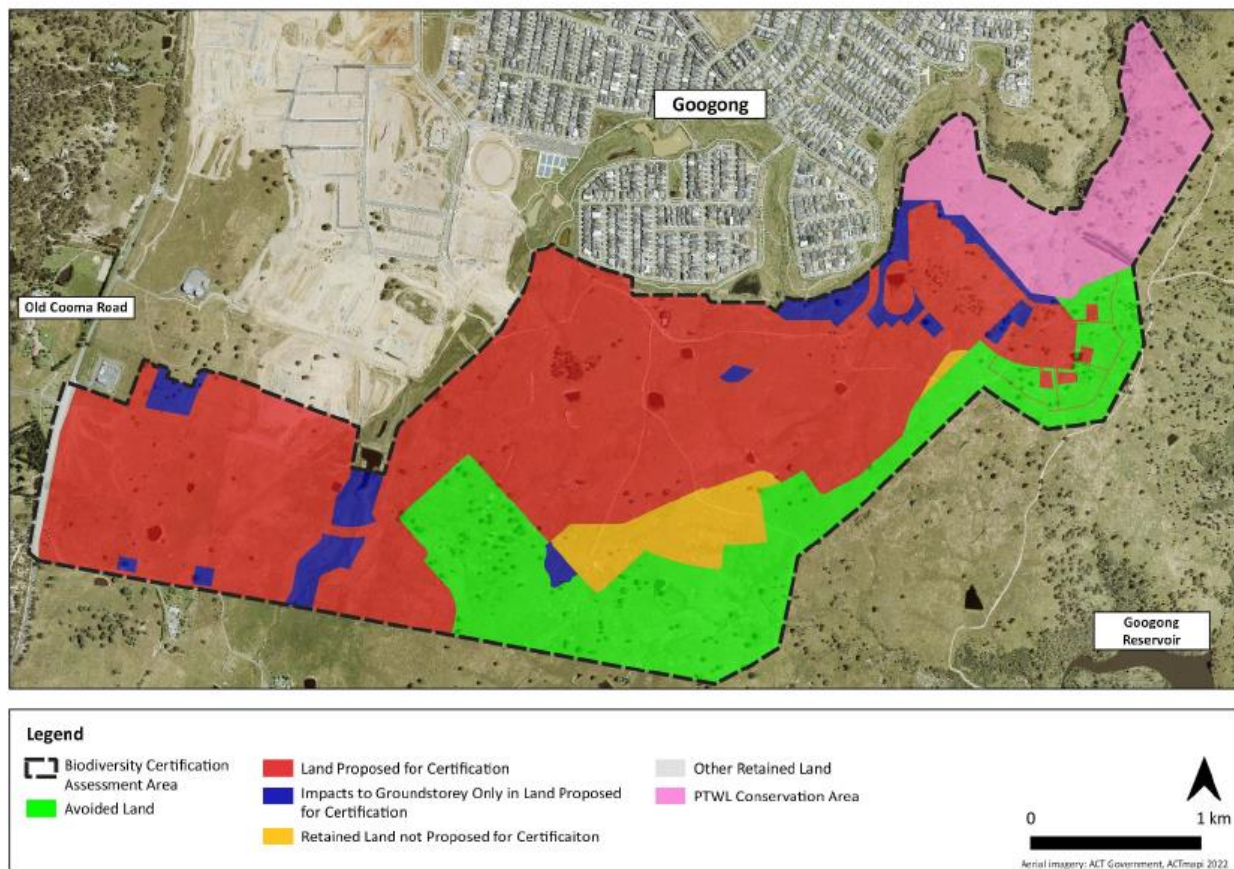 Googong
Old Cooma Road
Googong
Reservoir
Legend
Biodiversity Certification
Assessment Area
Avoided Land
Land Proposed for Certification
Impacts to Groundstorey Only in Land Proposed
for Certification
Retained Land not Proposed for Certificaiton
Other Retained Land
PTWL Conservation Area
0 1 km
Aerial imagery: ACT Government, ACTmapi 2022